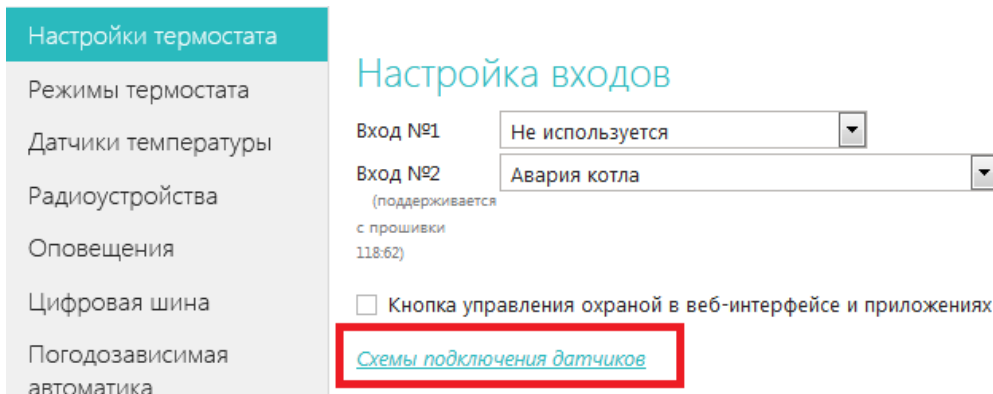 Настройки термостата
Режимы термостата
Датчики температуры
Радиоустройства
Оповещения
Цифровая шина
Погодозависимая
автоматика
Настройка входов
Вход №1 Не используется
Вход №2 Авария котла
(поддерживается
с прошивки
118:62)
Кнопка управления охраной в веб-интерфейсе и приложениях
Схемы подключения датчиков